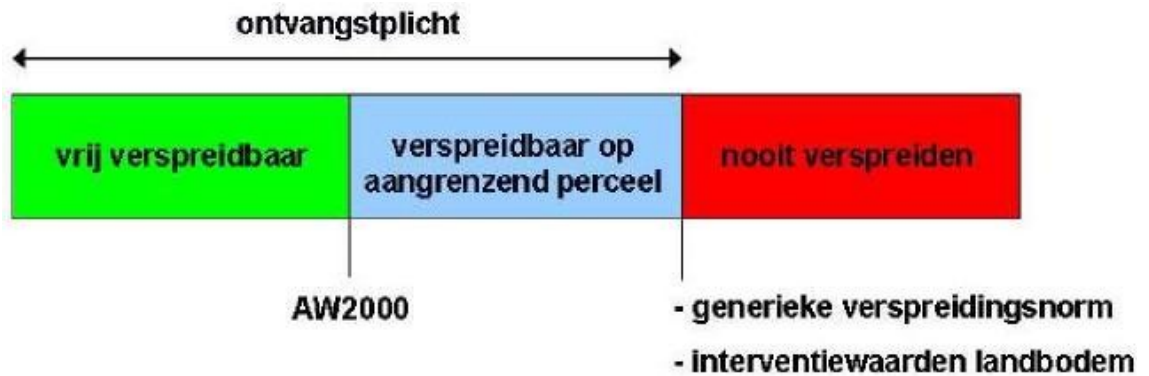 ontvangstplicht
vrij verspreidbaar
verspreidbaar op
aangrenzend perceel
nooit verspreiden
AW2000
- generieke verspreidingsnorm
- interventiewaarden landbodem